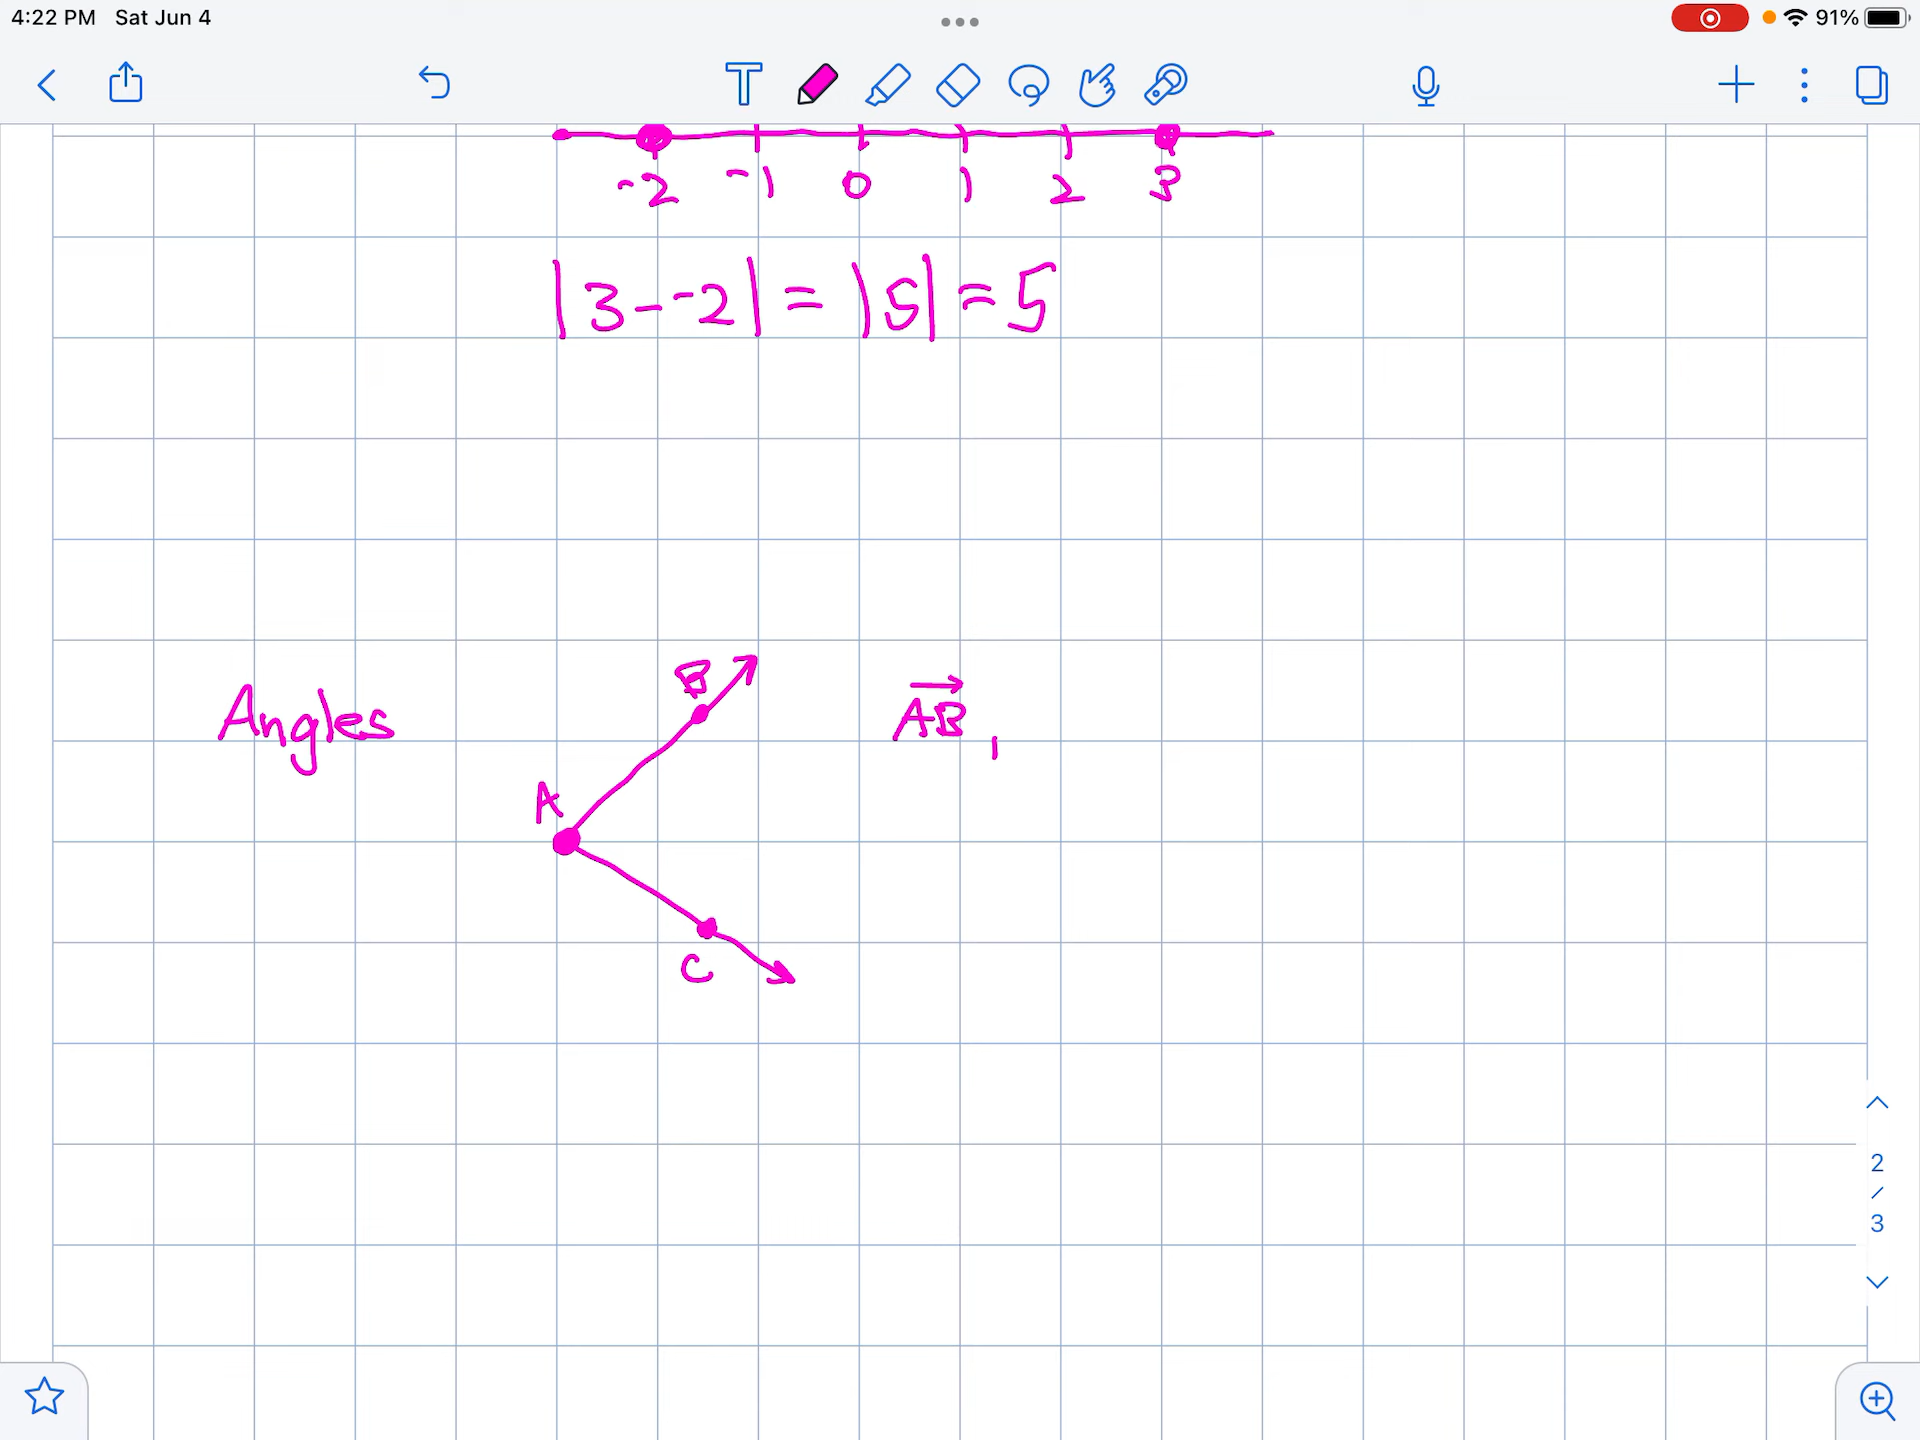 4:22 PM Sat Jun 4
91%
-2 -1 0 1 2 3
|3--2| = |5| = 5
Angles
B
A
C
AB,
2
/
3